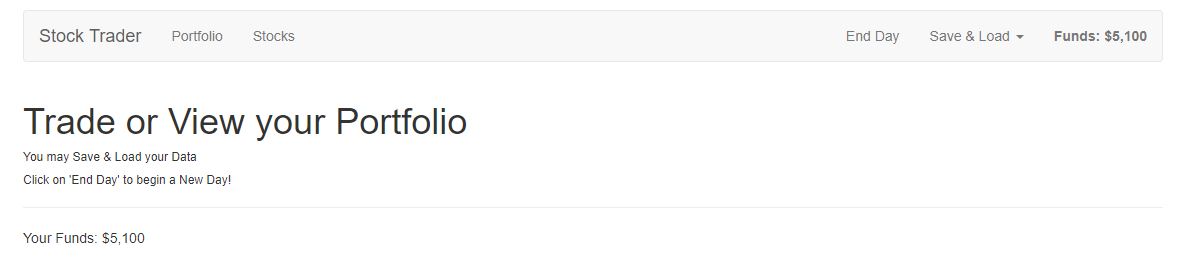 Stock Trader Portfolio Stocks End Day Save & Load Funds: $5,100
Trade or View your Portfolio
You may Save & Load your Data
Click on 'End Day' to begin a New Day!
Your Funds: $5,100